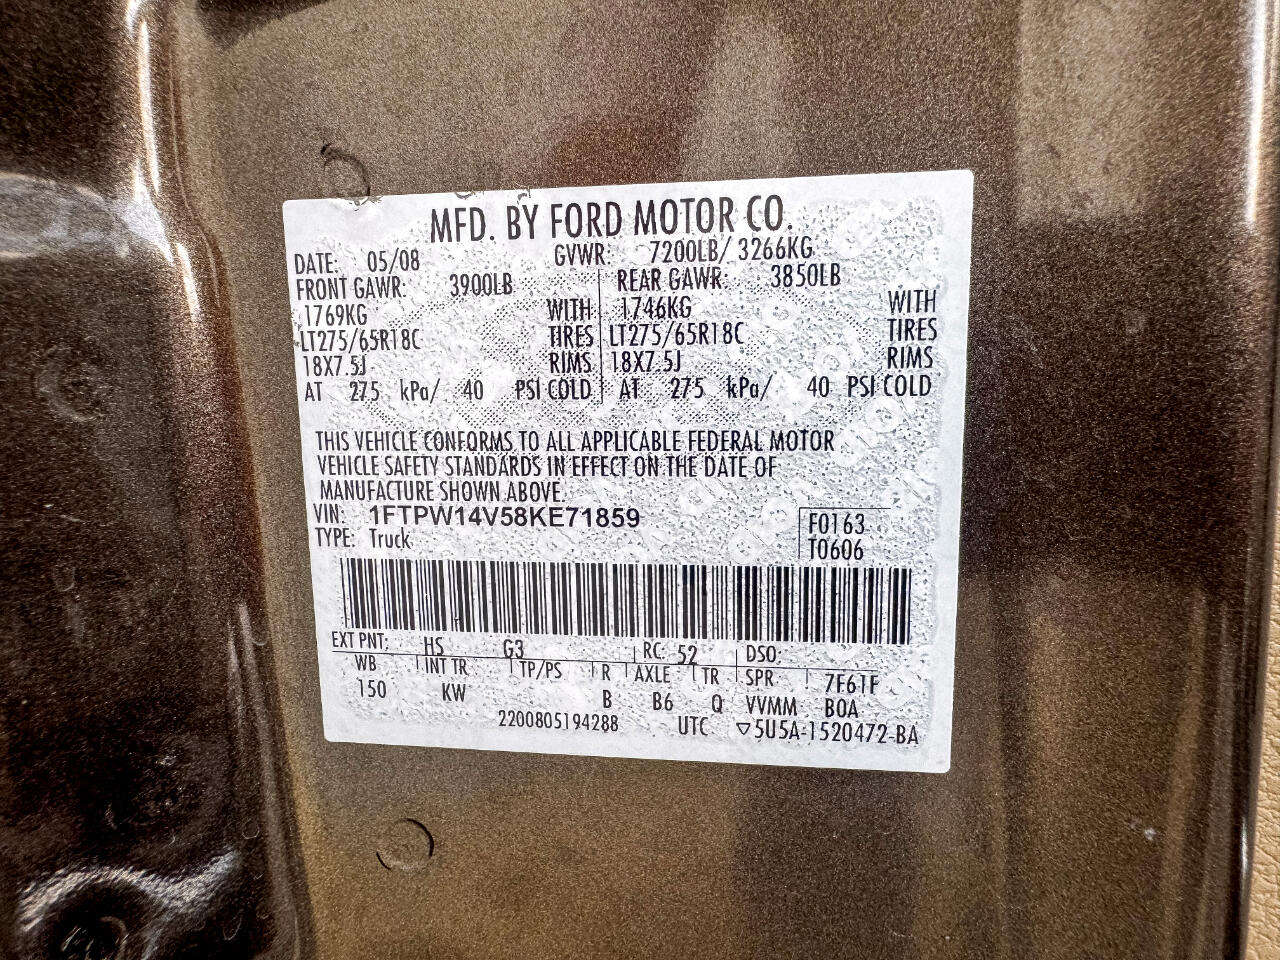 MFD. BY FORD MOTOR CO.
DATE: 05/08 GVWR: 7200LB/ 3266KG
FRONT GAWR: 3900LB REAR GAWR: 3850LB
1769KG WITH 1746KG WITH
LT275/65R18C TIRES LT275/65R18C TIRES
18X7.5J RIMS 18X7.5J RIMS
AT 275 kPa/ 40 PSI COLD AT 275 kPa/ 40 PSI COLD
THIS VEHICLE CONFORMS TO ALL APPLICABLE FEDERAL MOTOR
VEHICLE SAFETY STANDARDS IN EFFECT ON THE DATE OF
MANUFACTURE SHOWN ABOVE.
VIN: 1FTPW14V58KE71859 F0163
TYPE: Truck T0606
EXT PNT: HS G3 RC: 52 DSO:
WB INT TR TP/PS R AXLE TR SPR 7F61F
150 KW B B6 Q VVMM BOA
2200805194288 UTC ▽5U5A-1520472-BA